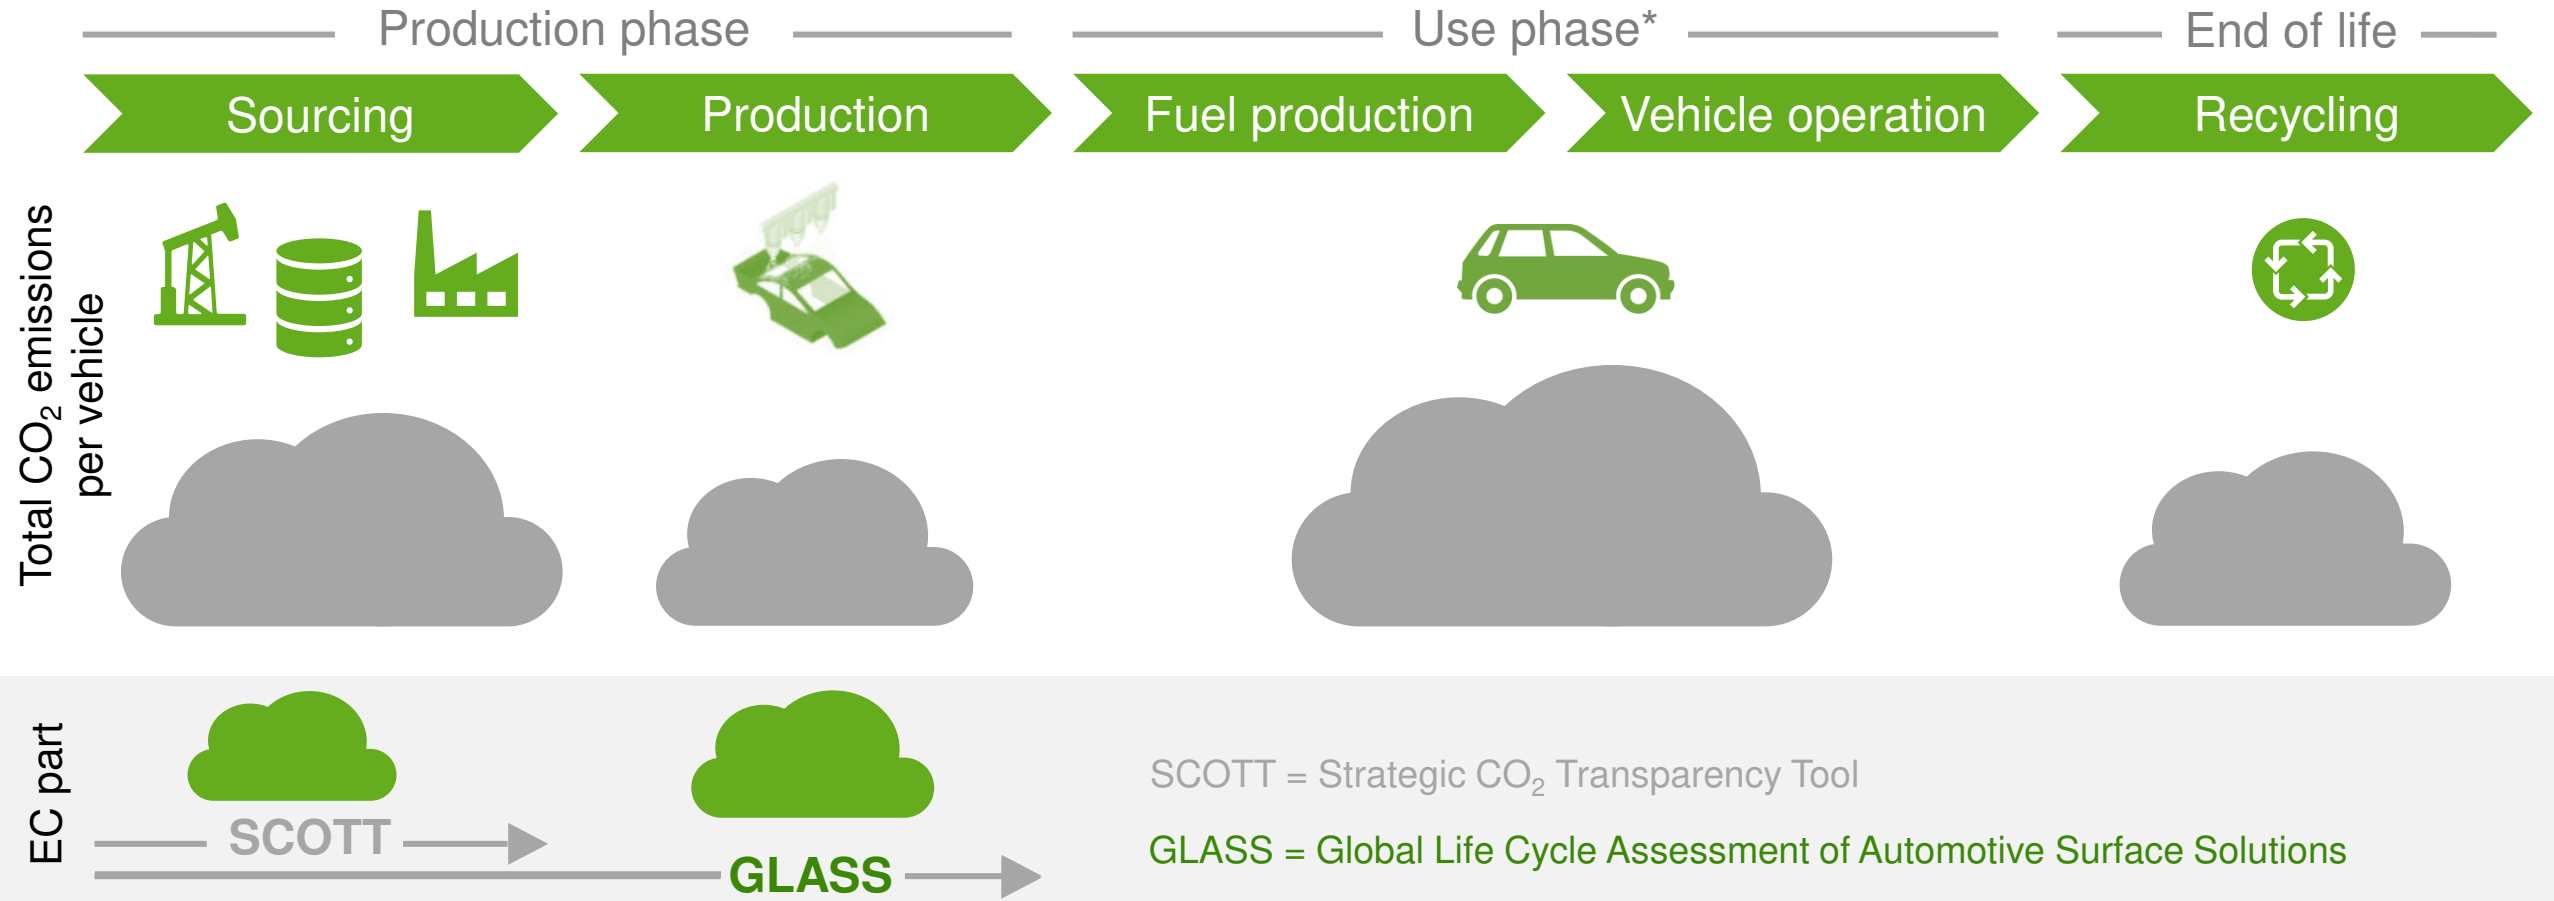 Production phase
Use phase*
End of life
Sourcing
Production
Fuel production
Vehicle operation
Recycling
Total CO₂ emissions
per vehicle
EC part
SCOTT
GLASS
SCOTT = Strategic CO₂ Transparency Tool
GLASS = Global Life Cycle Assessment of Automotive Surface Solutions